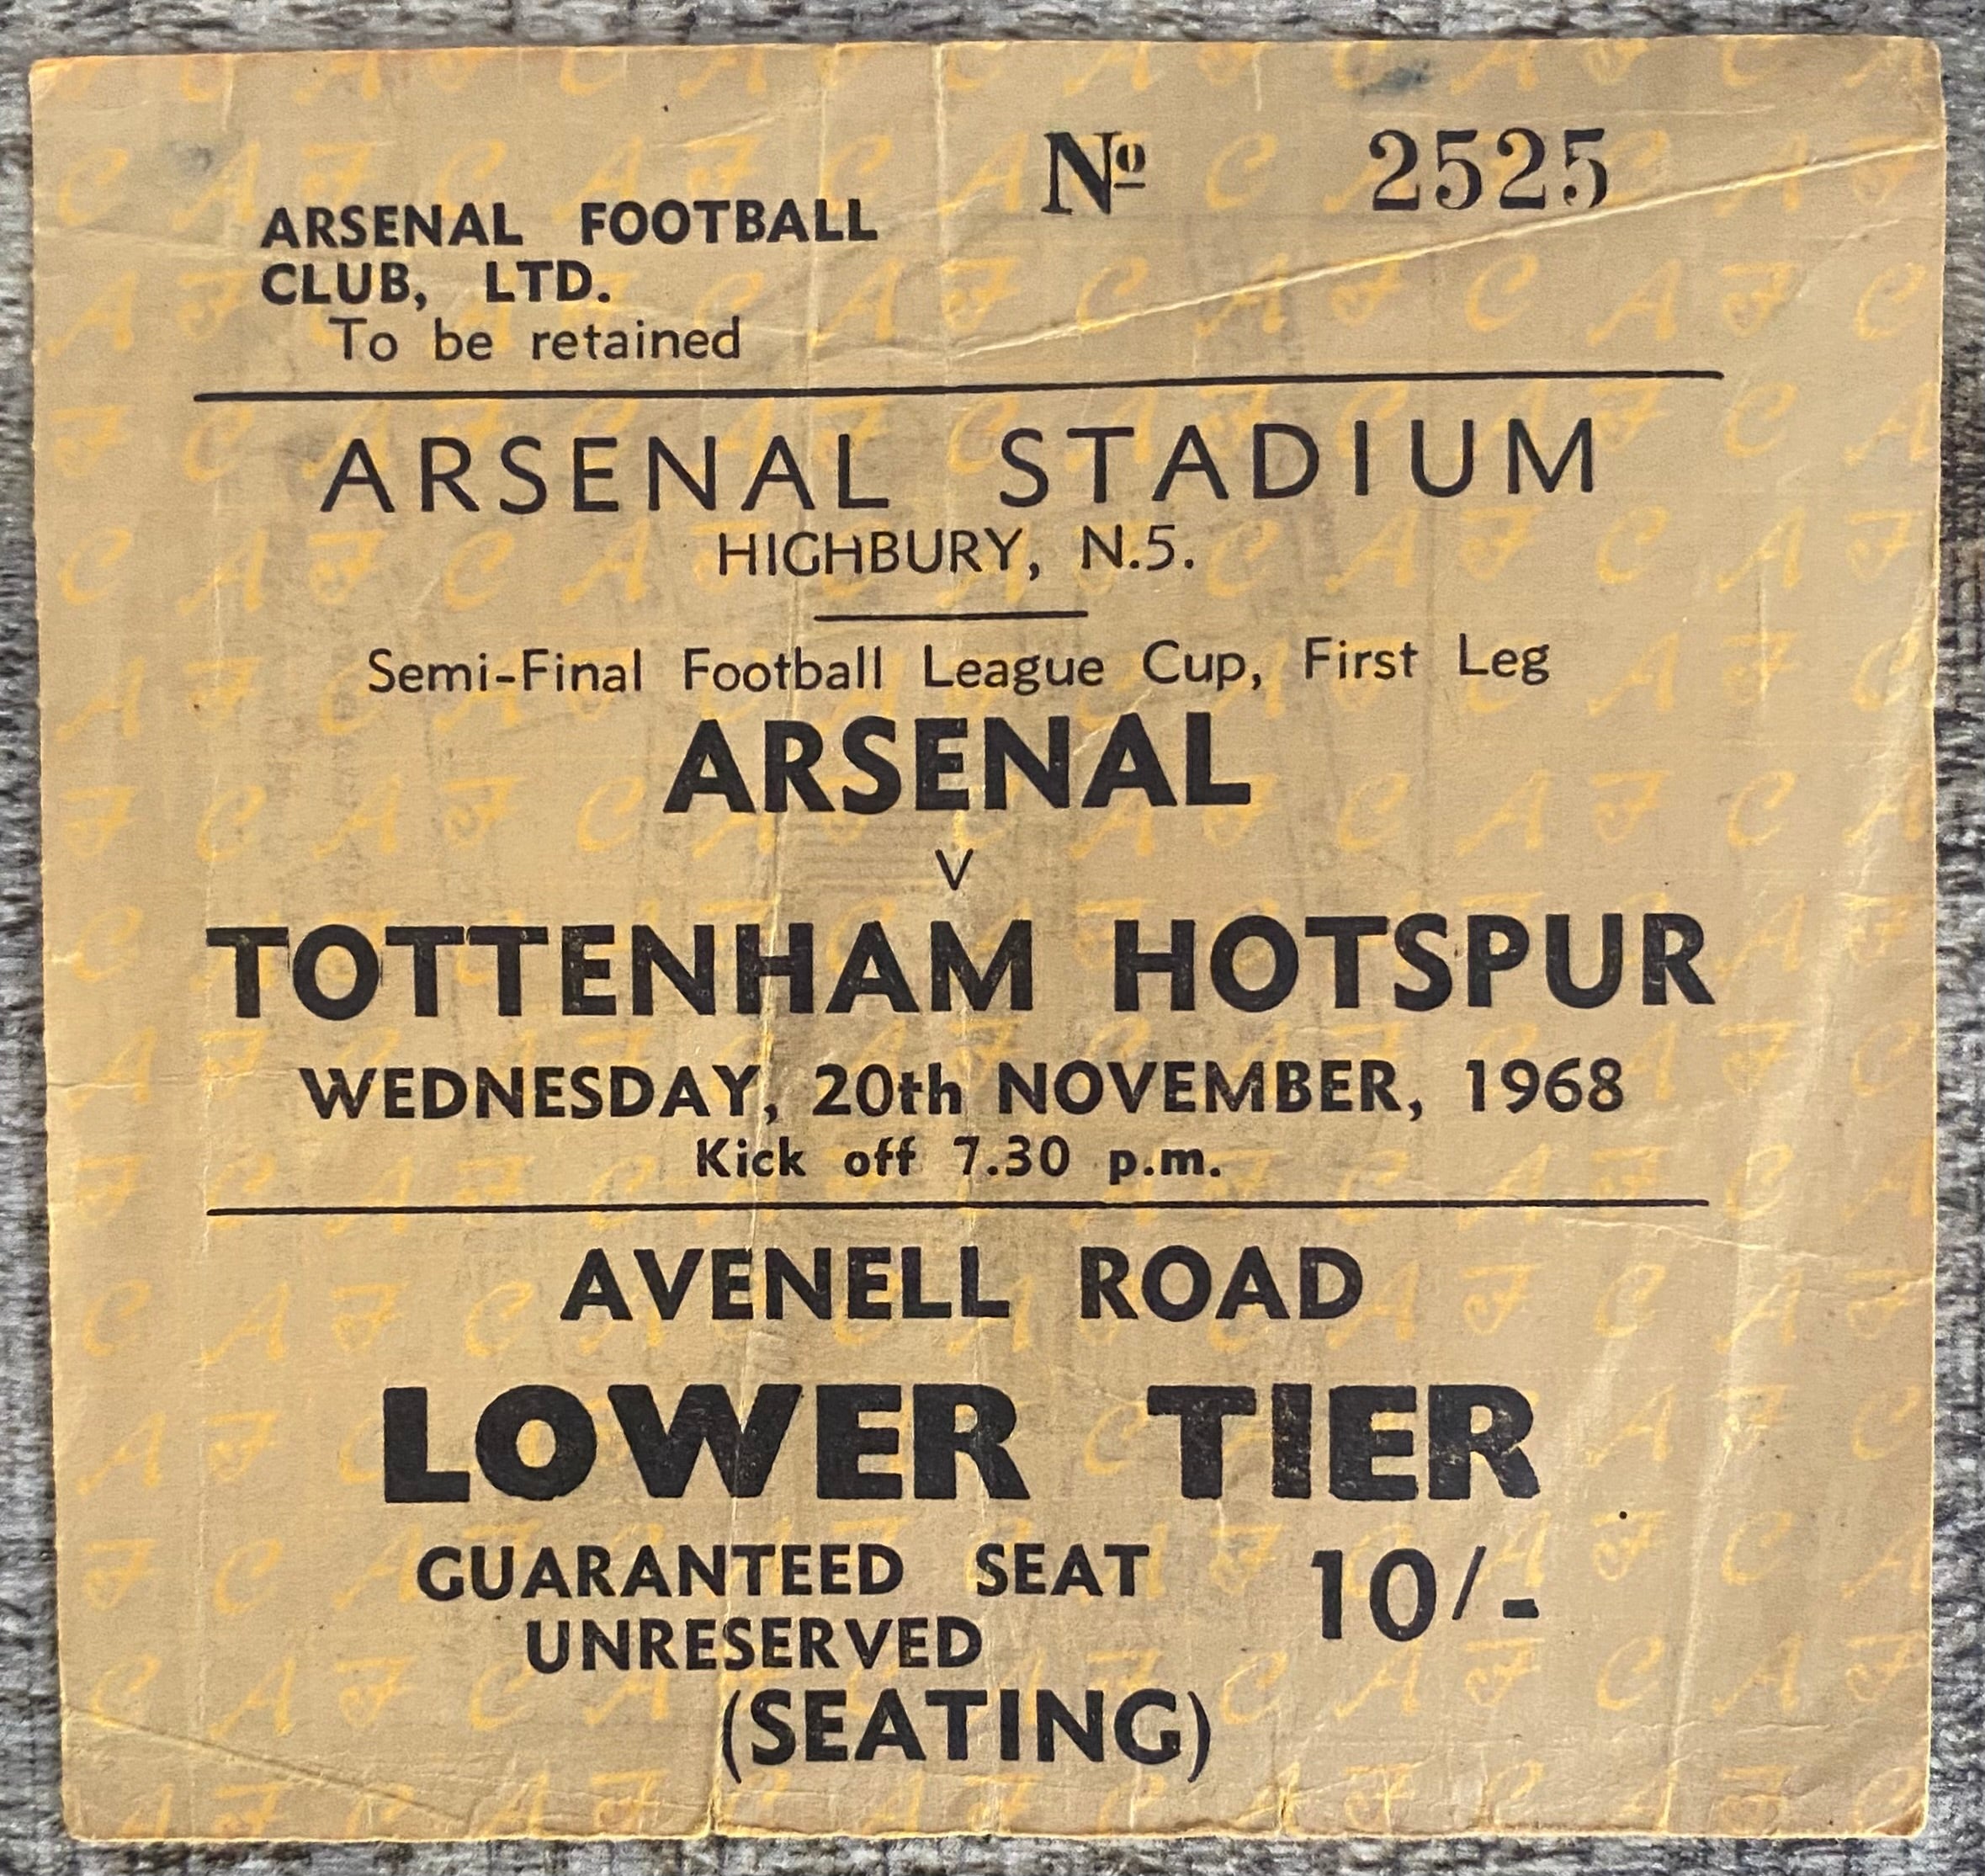 Nº 2525
ARSENAL FOOTBALL
CLUB, LTD.
To be retained
ARSENAL STADIUM
HIGHBURY, N.5.
Semi-Final Football League Cup, First Leg
ARSENAL
v
TOTTENHAM HOTSPUR
WEDNESDAY, 20th NOVEMBER, 1968
Kick off 7.30 p.m.
AVENELL ROAD
LOWER TIER
GUARANTEED SEAT 10/-
UNRESERVED
(SEATING)